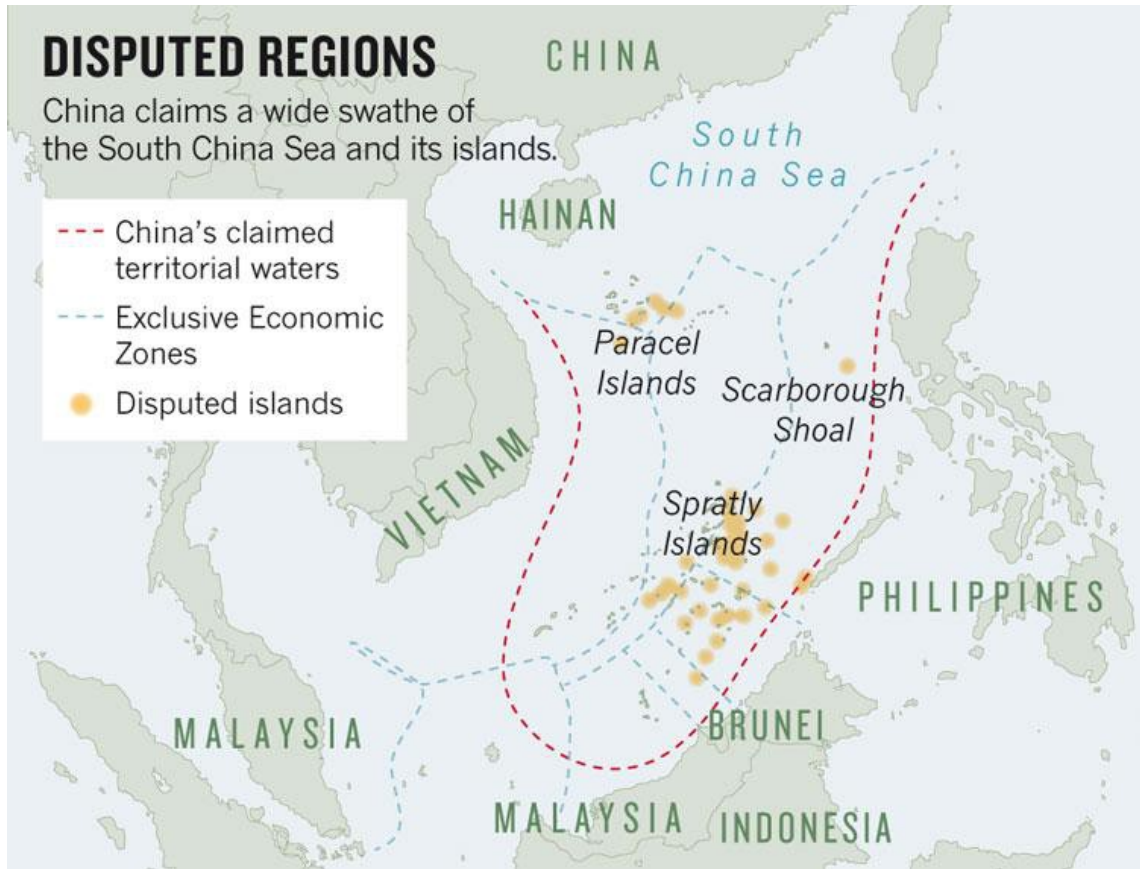 DISPUTED REGIONS
China claims a wide swathe of
the South China Sea and its islands.
China's claimed
territorial waters
Exclusive Economic
Zones
Disputed islands
CHINA
South
China Sea
HAINAN
Paracel
Islands
Scarborough
Shoal
VIETNAM
Spratly
Islands
PHILIPPINES
MALAYSIA
BRUNEI
MALAYSIA
INDONESIA